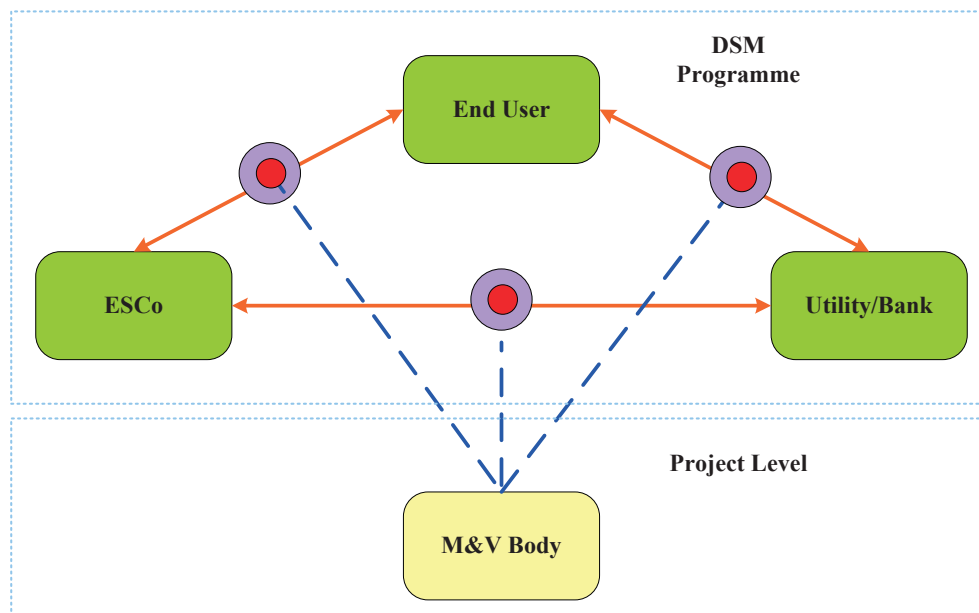 DSM
Programme
End User
ESCo
Utility/Bank
Project Level
M&V Body